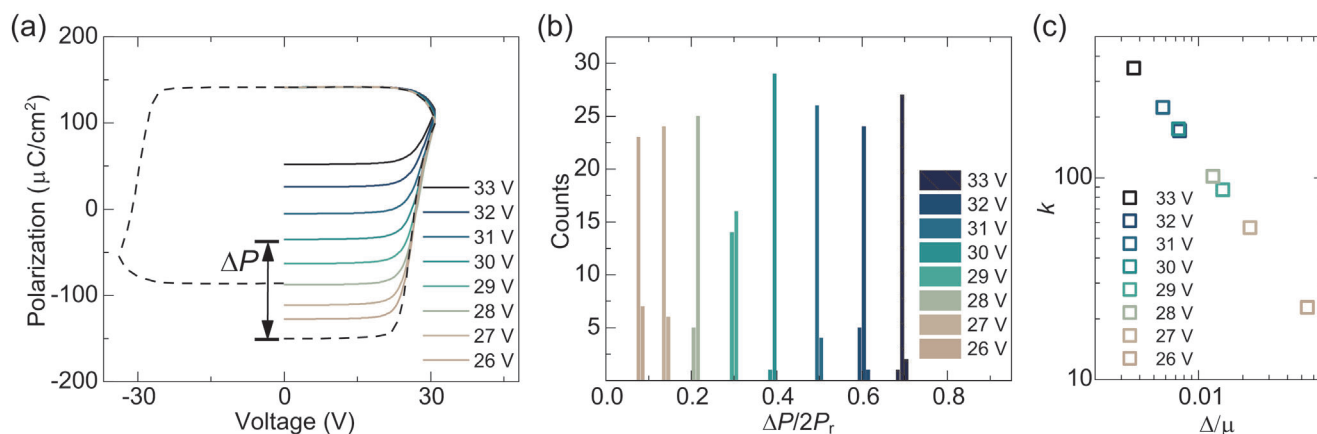 (a)
200
100
0
-100
-200
Polarization (μC/cm²)
ΔP
-30
0
30
Voltage (V)
33 V
32 V
31 V
30 V
29 V
28 V
27 V
26 V
(b)
30
25
20
15
10
5
Counts
0.0
0.2
0.4
0.6
0.8
ΔP/2Pr
33 V
32 V
31 V
30 V
29 V
28 V
27 V
26 V
(c)
k
100
10
0.01
Δ/μ
33 V
32 V
31 V
30 V
29 V
28 V
27 V
26 V